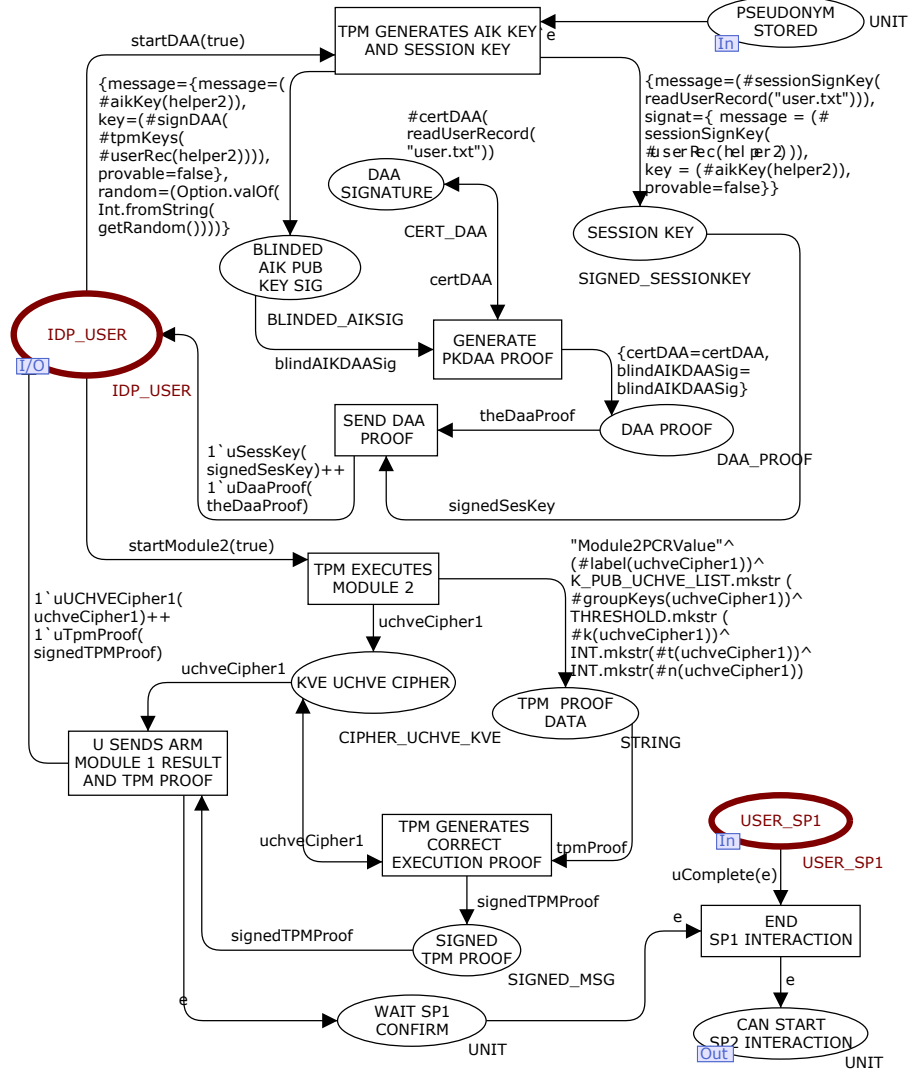 startDAA(true)
TPM GENERATES AIK KEY
AND SESSION KEY
`e
PSEUDONYM
STORED
UNIT
In
{message={message=(
#aikKey(helper2)),
key=(#signDAA(
#tpmKeys(
#userRec(helper2)))),
provable=false},
random=(Option.valOf(
Int.fromString(
getRandom())))}
#certDAA(
readUserRecord(
"user.txt"))
{message=(#sessionSignKey(
readUserRecord("user.txt"))),
signat={ message = (#
sessionSignKey(
#userRec(helper2))),
key = (#aikKey(helper2)),
provable=false}}
DAA
SIGNATURE
CERT_DAA
BLINDED
AIK PUB
KEY SIG
SESSION KEY
SIGNED_SESSIONKEY
certDAA
BLINDED_AIKSIG
IDP_USER
I/O
IDP_USER
blindAIKDAASig
GENERATE
PKDAA PROOF
{certDAA=certDAA,
blindAIKDAASig=
blindAIKDAASig}
SEND DAA
PROOF
theDaaProof
DAA PROOF
DAA_PROOF
1`uSessKey(
signedSesKey)++
1`uDaaProof(
theDaaProof)
signedSesKey
startModule2(true)
TPM EXECUTES
MODULE 2
"Module2PCRValue"^
(#label(uchveCipher1))^
K_PUB_UCHVE_LIST.mkstr (
#groupKeys(uchveCipher1))^
THRESHOLD.mkstr (
#k(uchveCipher1))^
INT.mkstr(#t(uchveCipher1))^
INT.mkstr(#n(uchveCipher1))
1`uUCHVECipher1(
uchveCipher1)++
1`uTpmProof(
signedTPMProof)
uchveCipher1
uchveCipher1
KVE UCHVE CIPHER
CIPHER_UCHVE_KVE
TPM PROOF
DATA
STRING
U SENDS ARM
MODULE 1 RESULT
AND TPM PROOF
uchveCipher1
TPM GENERATES
CORRECT
EXECUTION PROOF
tpmProof
USER_SP1
In
USER_SP1
uComplete(e)
signedTPMProof
signedTPMProof
SIGNED
TPM PROOF
SIGNED_MSG
e
END
SP1 INTERACTION
e
e
WAIT SP1
CONFIRM
UNIT
CAN START
SP2 INTERACTION
Out
UNIT